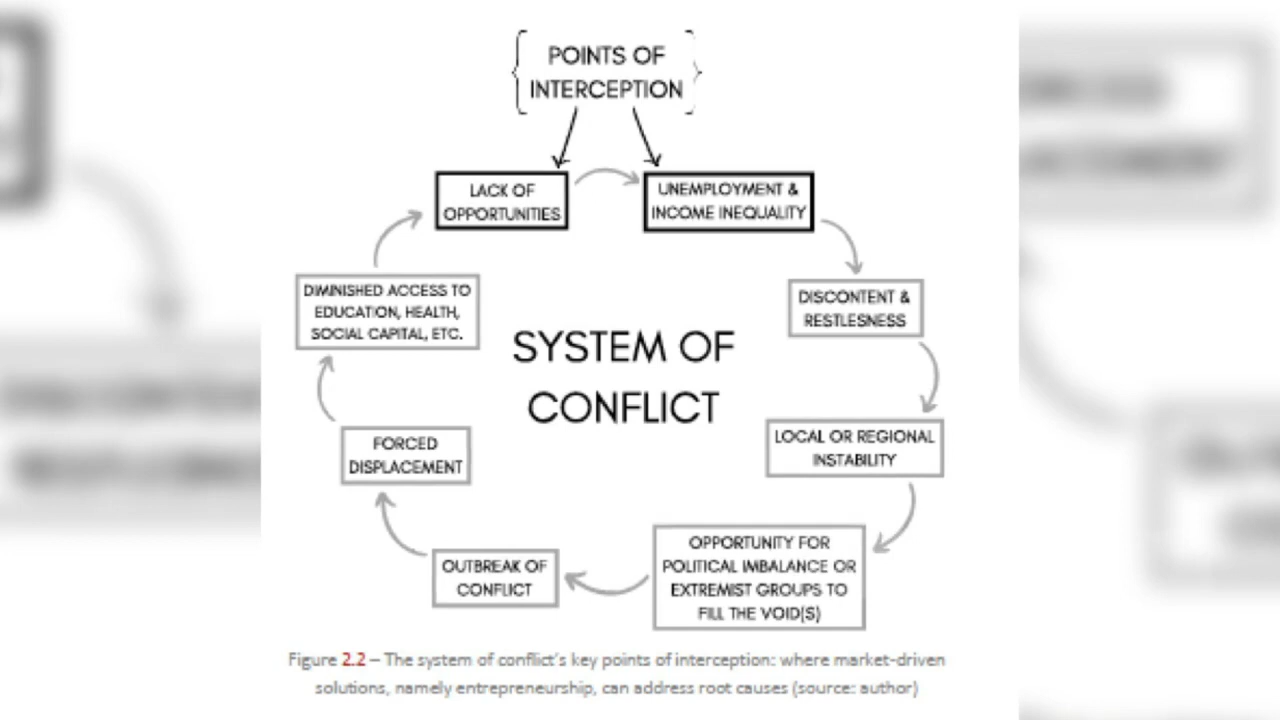 POINTS OF
INTERCEPTION
LACK OF
OPPORTUNITIES
UNEMPLOYMENT &
INCOME INEQUALITY
DIMINISHED ACCESS TO
EDUCATION, HEALTH,
SOCIAL CAPITAL, ETC.
DISCONTENT &
RESTLESNESS
SYSTEM OF
CONFLICT
FORCED
DISPLACEMENT
LOCAL OR REGIONAL
INSTABILITY
OUTBREAK OF
CONFLICT
OPPORTUNITY FOR
POLITICAL IMBALANCE OR
EXTREMIST GROUPS TO
FILL THE VOID(S)
Figure 2.2 – The system of conflict's key points of interception: where market-driven
solutions, namely entrepreneurship, can address root causes (source: author)